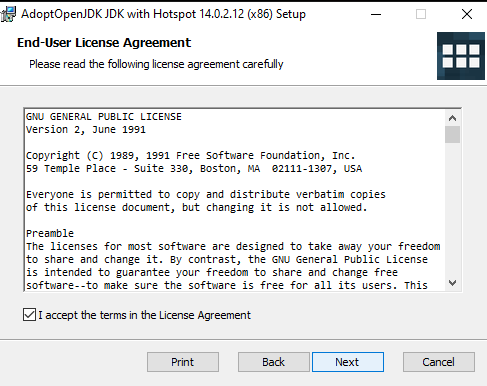 AdoptOpenJDK JDK with Hotspot 14.0.2.12 (x86) Setup
End-User License Agreement
Please read the following license agreement carefully
GNU GENERAL PUBLIC LICENSE
Version 2, June 1991
Copyright (C) 1989, 1991 Free Software Foundation, Inc.
59 Temple Place - Suite 330, Boston, MA  02111-1307, USA
Everyone is permitted to copy and distribute verbatim copies
of this license document, but changing it is not allowed.
Preamble
The licenses for most software are designed to take away your freedom
to share and change it. By contrast, the GNU General Public License
is intended to guarantee your freedom to share and change free
software--to make sure the software is free for all its users. This
I accept the terms in the License Agreement
Print Back Next Cancel